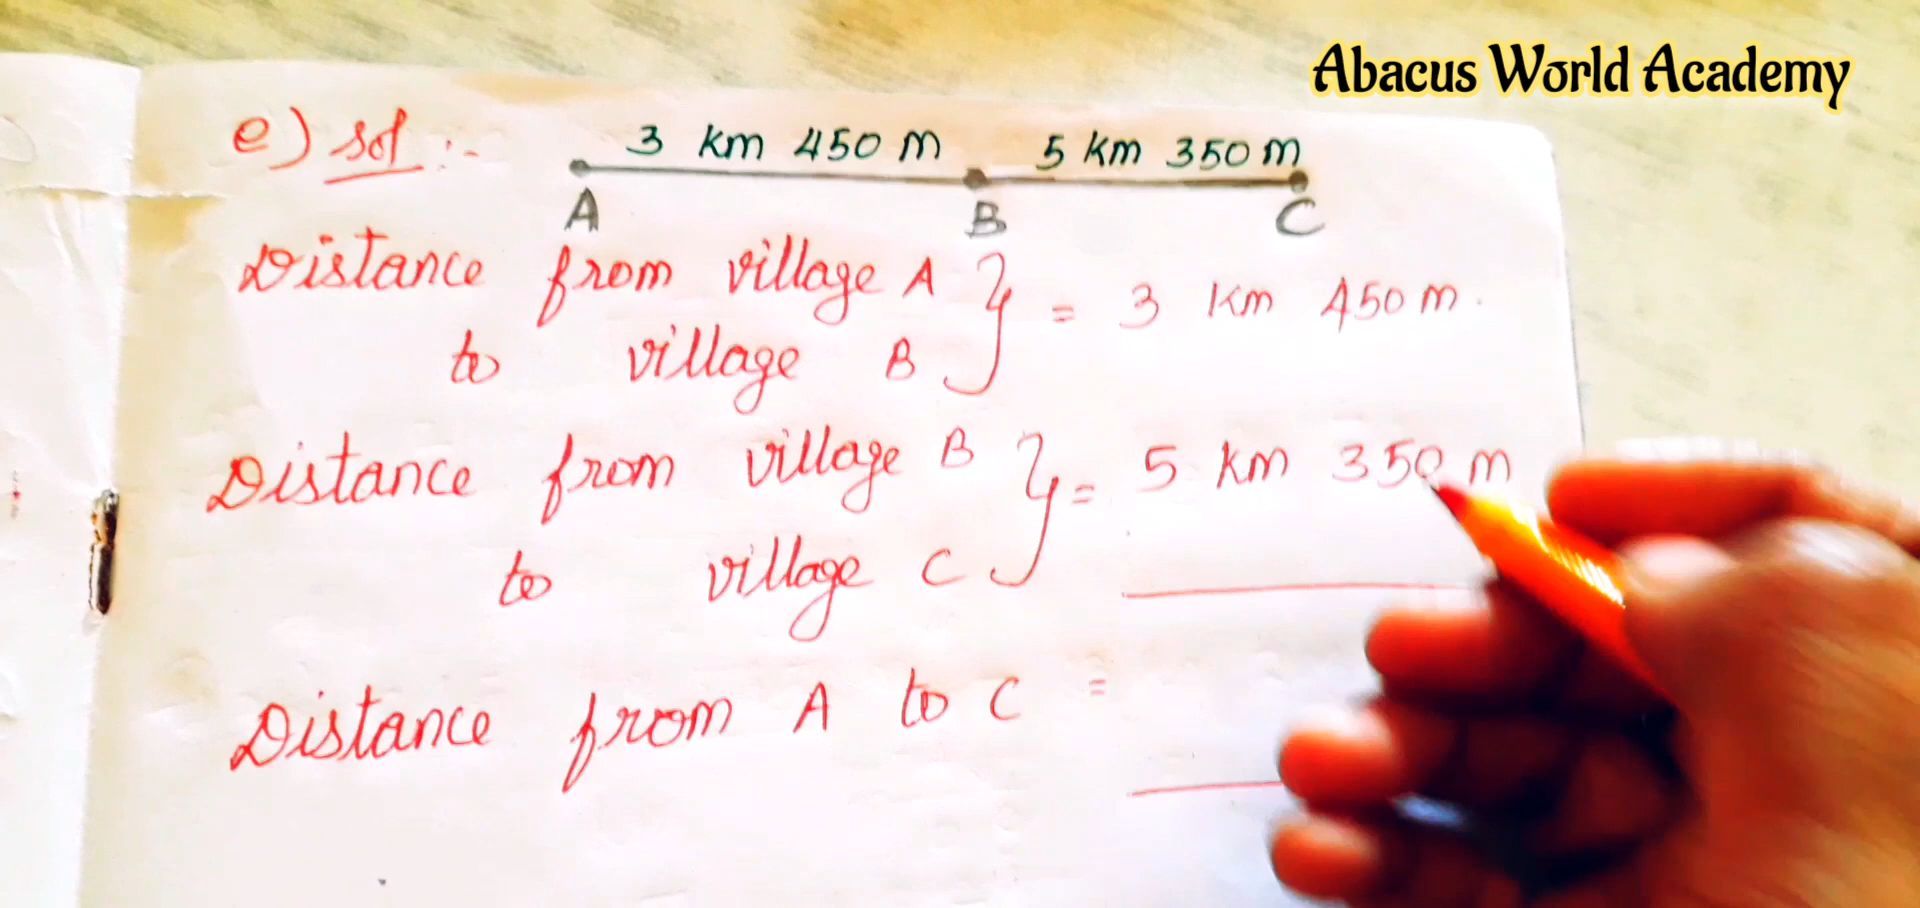 Abacus World Academy
e) sol :-
3 km 450 m 5 km 350 m
A B C
Distance from village A } = 3 km 450 m.
to village B
Distance from village B } = 5 km 350 m
to village C
Distance from A to C =